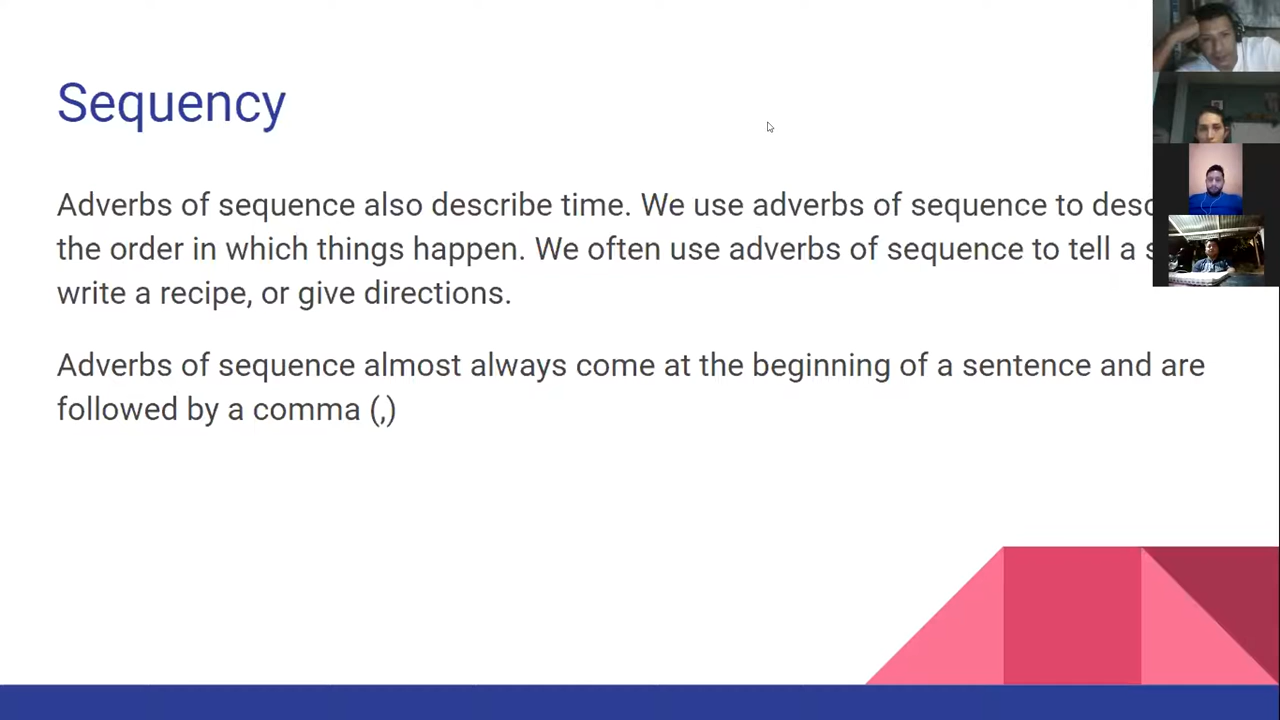 Sequency
Adverbs of sequence also describe time. We use adverbs of sequence to
the order in which things happen. We often use adverbs of sequence to tell a
write a recipe, or give directions.
Adverbs of sequence almost always come at the beginning of a sentence and are
followed by a comma (,)